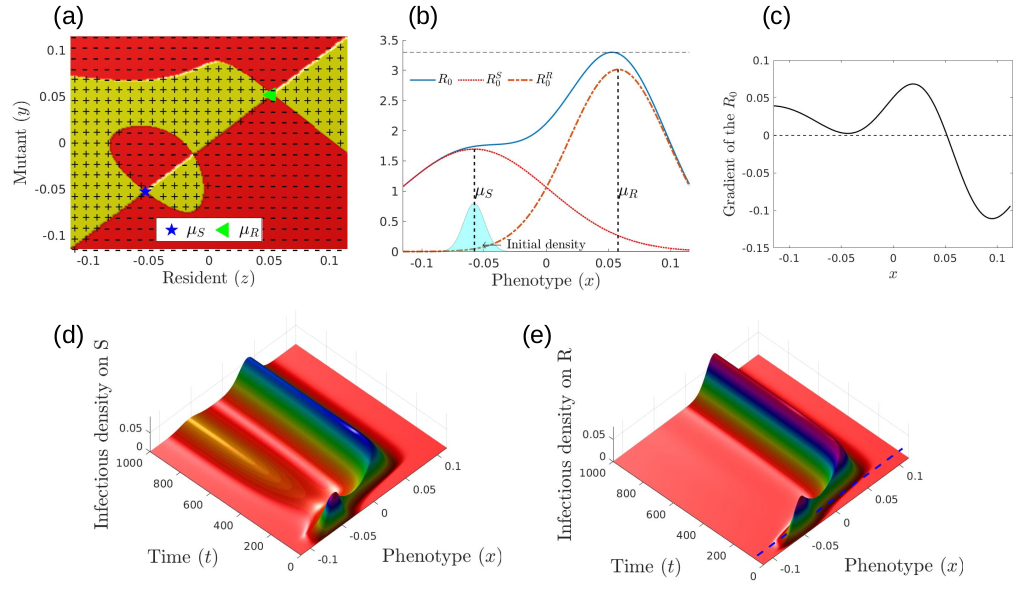 (a)
0.1
0.05
0
-0.05
-0.1
Mutant (y)
μS μR
-0.1 -0.05 0 0.05 0.1
Resident (z)
(b)
3.5
3
2.5
2
1.5
1
0.5
0
R0 R0^S R0^R
μS
μR
Initial density
-0.1 -0.05 0 0.05 0.1
Phenotype (x)
(c)
0.1
0.05
0
-0.05
-0.1
-0.15
Gradient of the R0
-0.1 -0.05 0 0.05 0.1
x
(d)
Infectious density on S
0.05
0
1000
800
600
400
200
0
Time (t)
-0.1
-0.05
0
0.05
0.1
Phenotype (x)
(e)
Infectious density on R
0.05
0
1000
800
600
400
200
0
Time (t)
-0.1
-0.05
0
0.05
0.1
Phenotype (x)